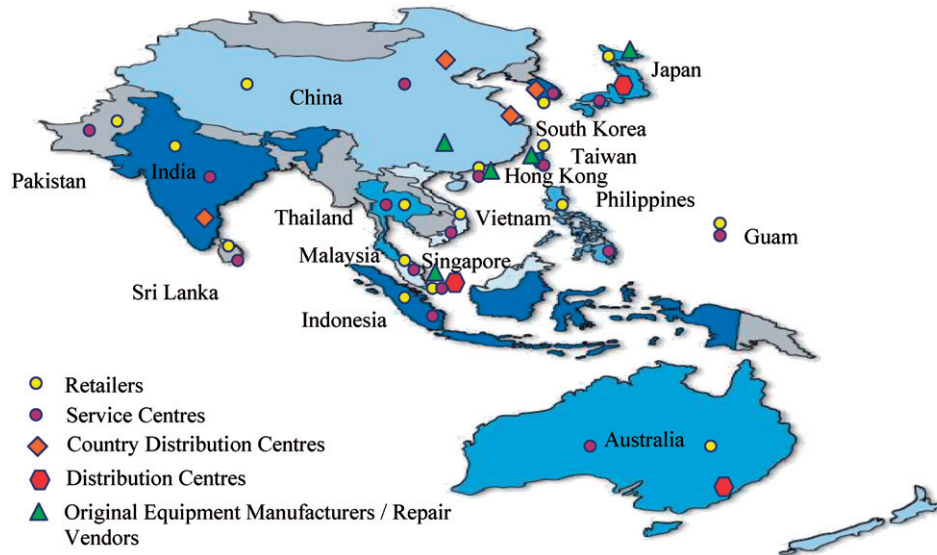 Japan
China
South Korea
Taiwan
India
Hong Kong
Pakistan
Philippines
Thailand
Vietnam
Guam
Malaysia
Singapore
Sri Lanka
Indonesia
Retailers
Service Centres
Australia
Country Distribution Centres
Distribution Centres
Original Equipment Manufacturers / Repair
Vendors